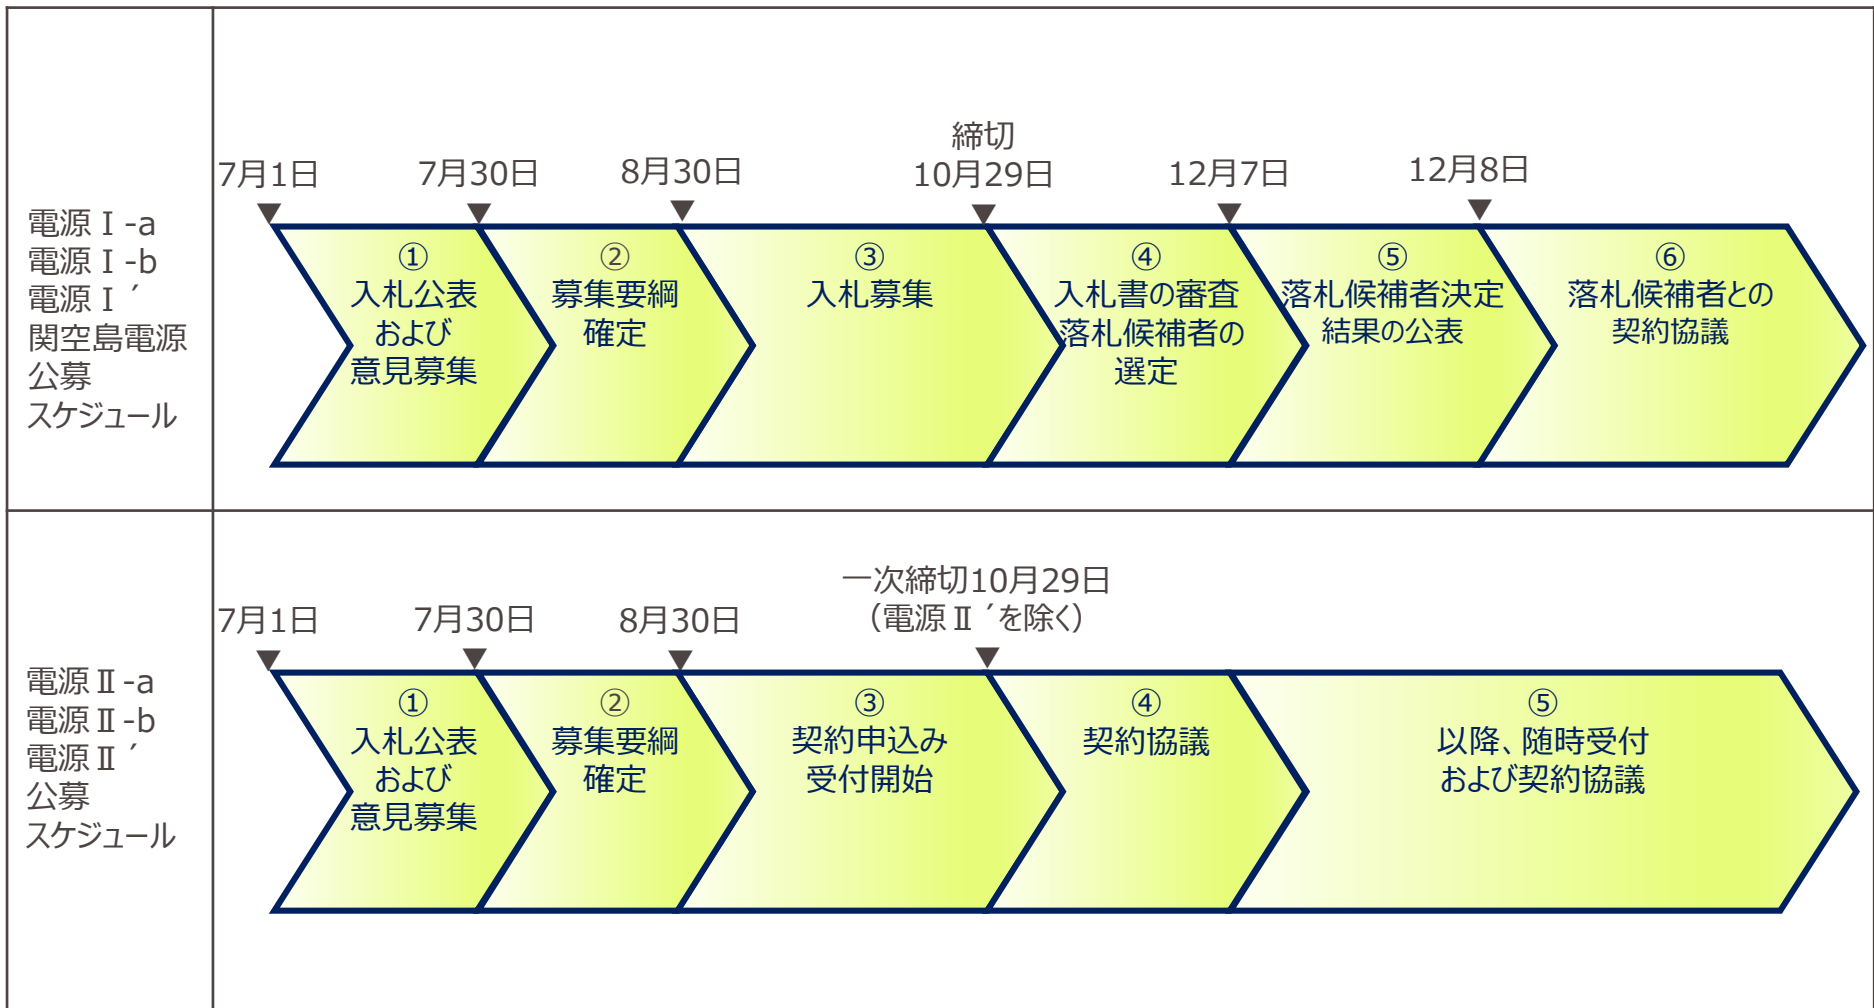 電源Ⅰ-a
電源Ⅰ-b
電源Ⅰ´
関空島電源
公募
スケジュール
7月1日
7月30日
8月30日
締切
10月29日
12月7日
12月8日
①
入札公表
および
意見募集
②
募集要綱
確定
③
入札募集
④
入札書の審査
落札候補者の
選定
⑤
落札候補者決定
結果の公表
⑥
落札候補者との
契約協議
電源Ⅱ-a
電源Ⅱ-b
電源Ⅱ´
公募
スケジュール
7月1日
7月30日
8月30日
一次締切10月29日
（電源Ⅱ´を除く）
①
入札公表
および
意見募集
②
募集要綱
確定
③
契約申込み
受付開始
④
契約協議
⑤
以降、随時受付
および契約協議